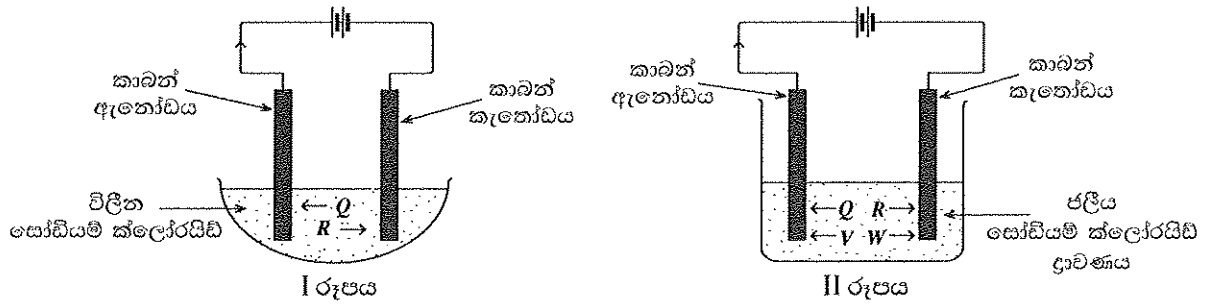 කාබන්
ඇනෝඩය
කාබන්
කැතෝඩය
විලීන
සෝඩියම් ක්ලෝරයිඩ්
Q
R
I රූපය
කාබන්
ඇනෝඩය
කාබන්
කැතෝඩය
Q R
V W
ජලීය
සෝඩියම් ක්ලෝරයිඩ්
ද්‍රාවණය
II රූපය